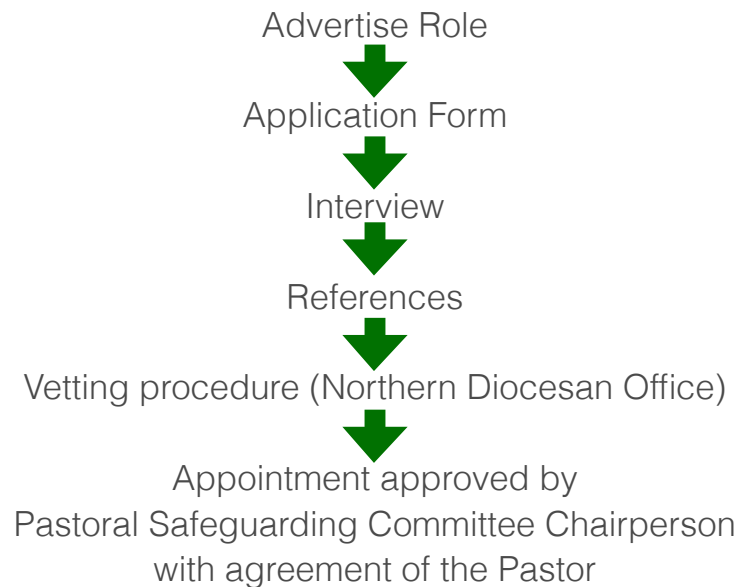 Advertise Role
Application Form
Interview
References
Vetting procedure (Northern Diocesan Office)
Appointment approved by
Pastoral Safeguarding Committee Chairperson
with agreement of the Pastor